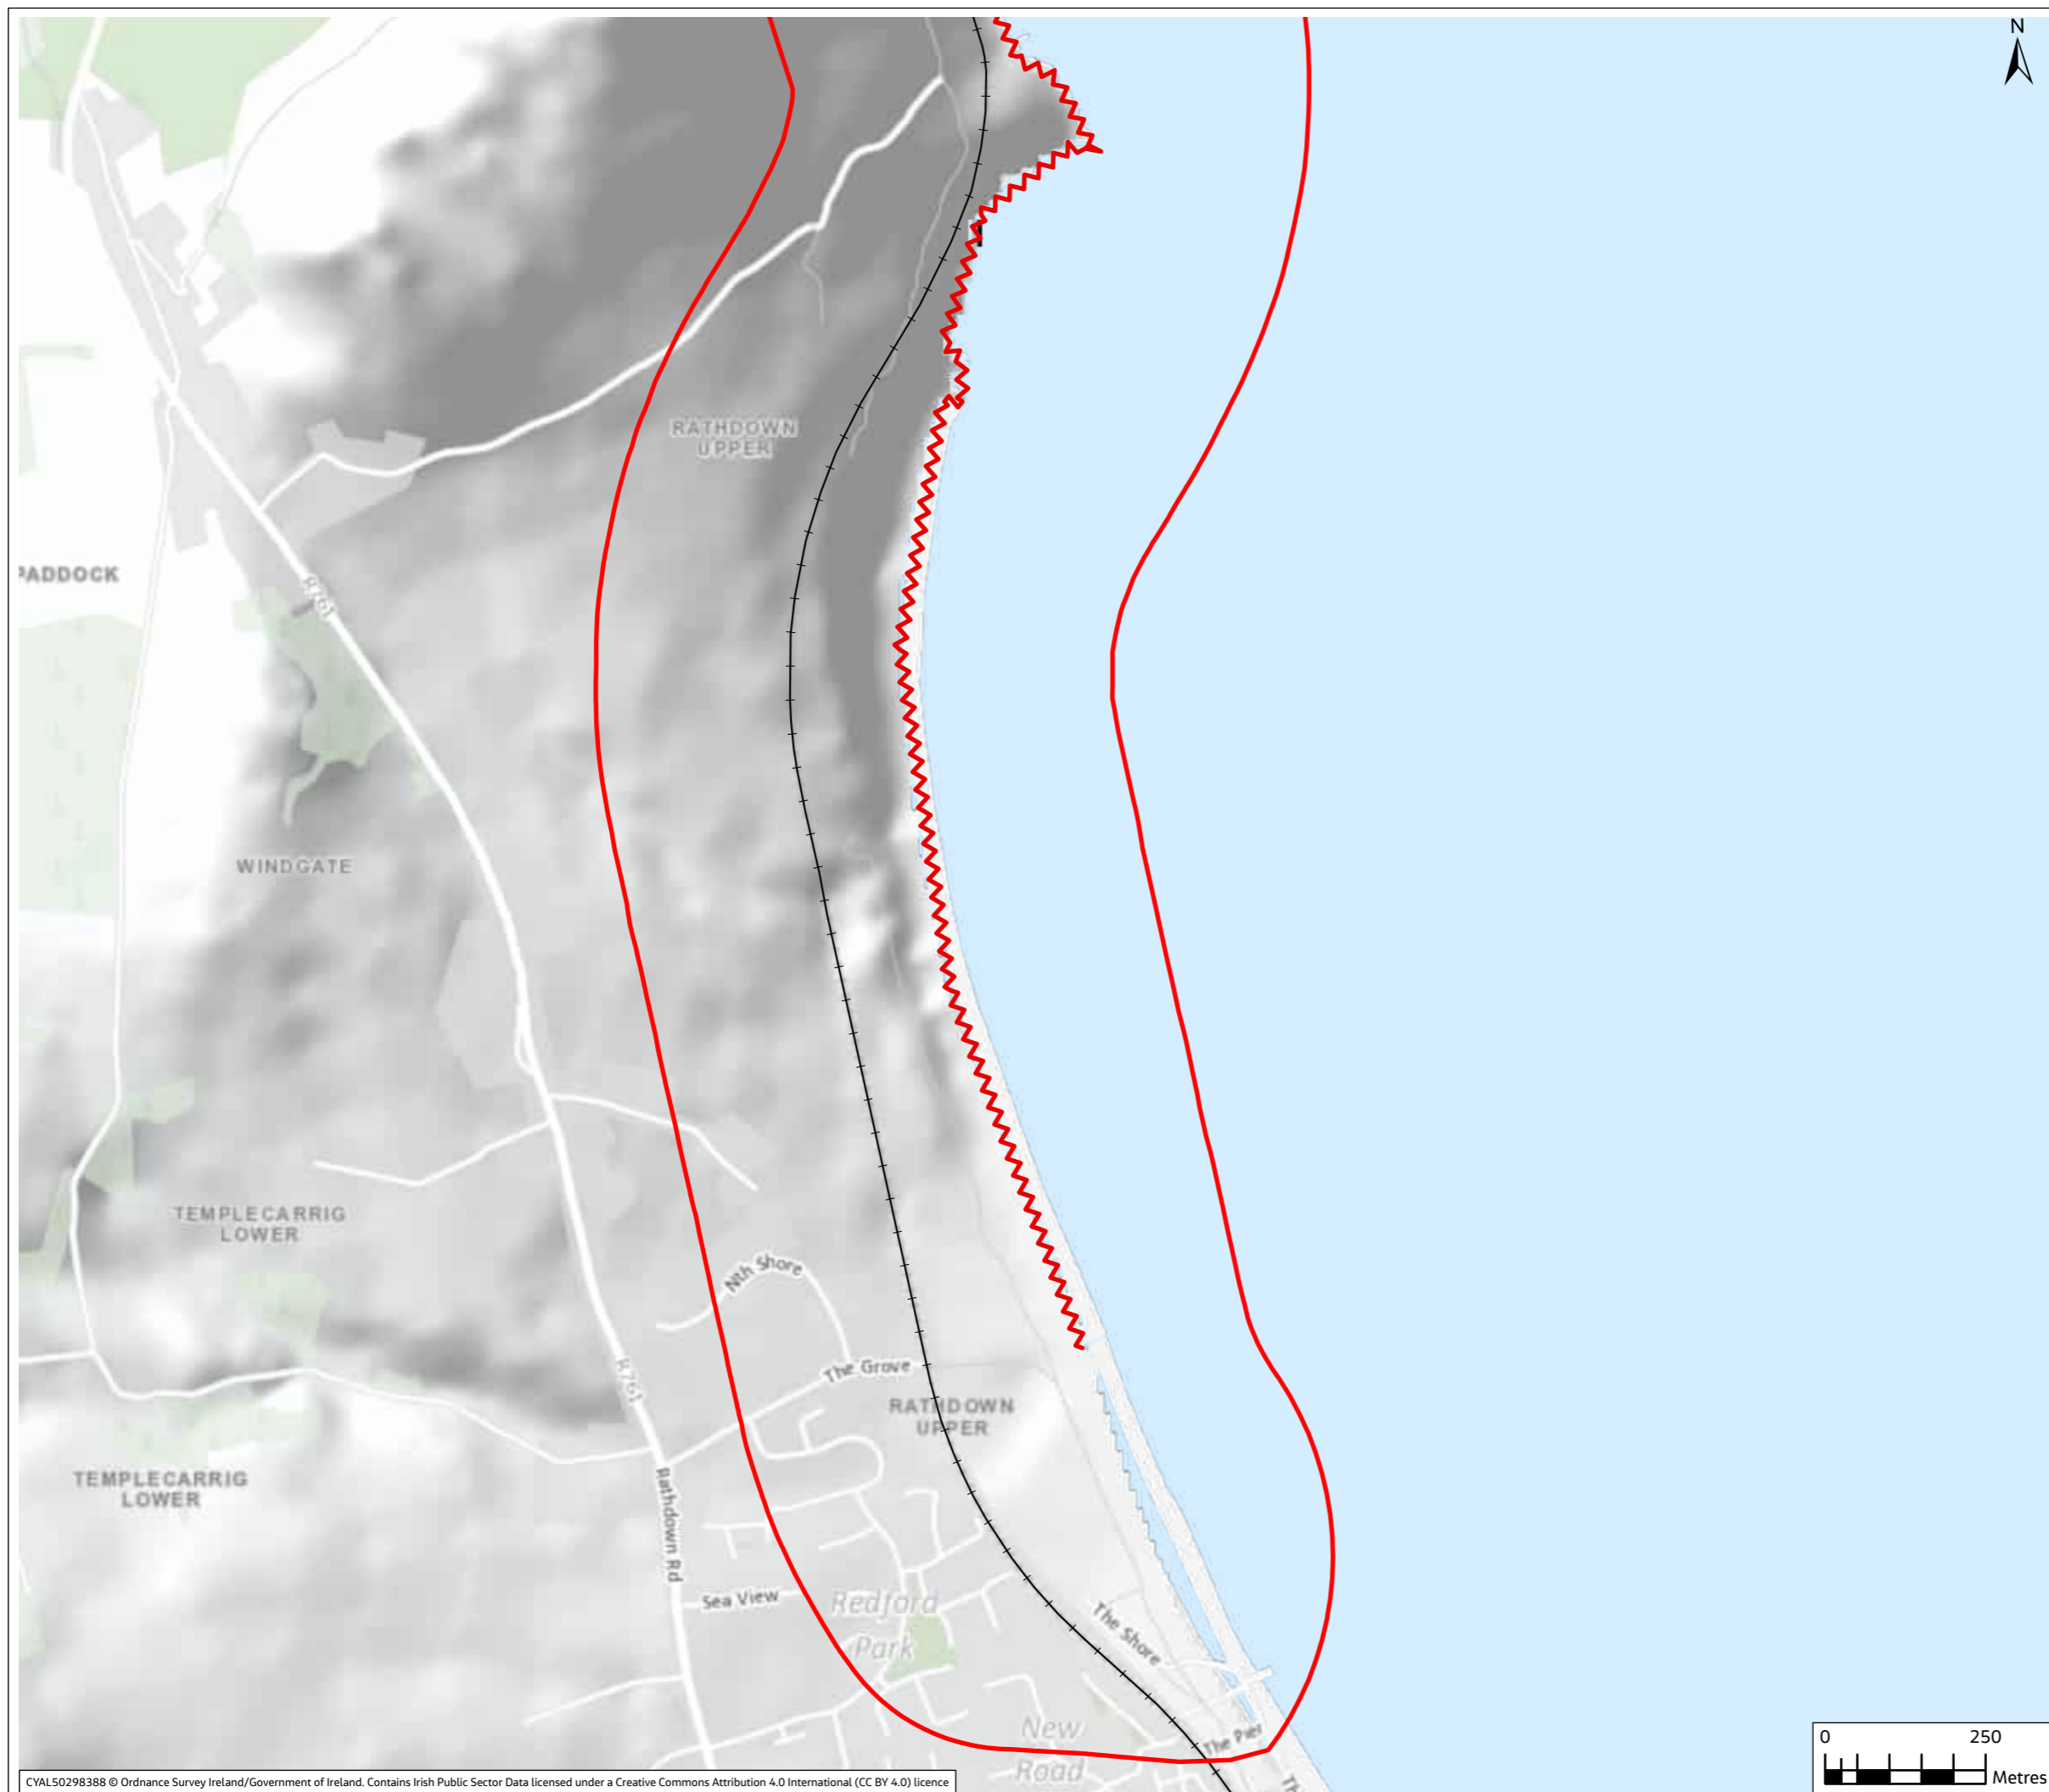 N
RATHDOWN
UPPER
PADDOCK
R761
WINDGATE
TEMPLECARRIG
LOWER
Nth Shore
The Grove
R761
RATHDOWN
UPPER
TEMPLECARRIG
LOWER
Rathdown Rd
Sea View
Redford
Park
The Shore
New
Road
The Pier
Th
0 250
Metres
CYAL50298388 © Ordnance Survey Ireland/Government of Ireland. Contains Irish Public Sector Data licensed under a Creative Commons Attribution 4.0 International (CC BY 4.0) licence